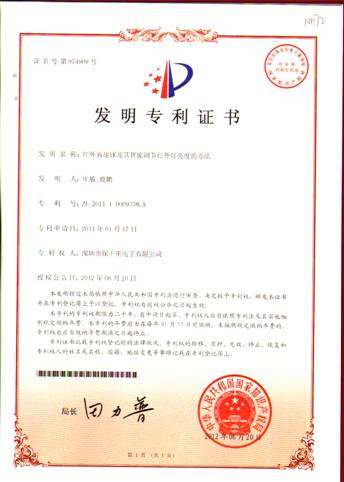 证书号第974909号
发明专利证书
发明名称：红外高速球及其智能调节红外灯亮度的方法
专利号：ZL 2011 1 0009378.X
专利申请日：2011年01月17日
专利权人：深圳市保千里电子有限公司
授权公告日：2012年06月20日
本发明经过本局依照中华人民共和国专利法进行审查，决定授予专利权，颁发本证书
并在专利登记簿上予以登记。专利权自授权公告之日起生效。
本专利的专利权期限为二十年，自申请日起算。专利权人应当依照专利法及其实施细
则规定缴纳年费。本专利的年费应当在每年01月17日前缴纳。未按照规定缴纳年费的，
专利权自应当缴纳年费期满之日起终止。
专利证书记载专利权登记时的法律状况。专利权的转移、质押、无效、终止、恢复和
专利权人的姓名或名称、国籍、地址变更等事项记载在专利登记簿上。
局长 田力普
中华人民共和国国家知识产权局
2012年06月20日
第1页（共1页）